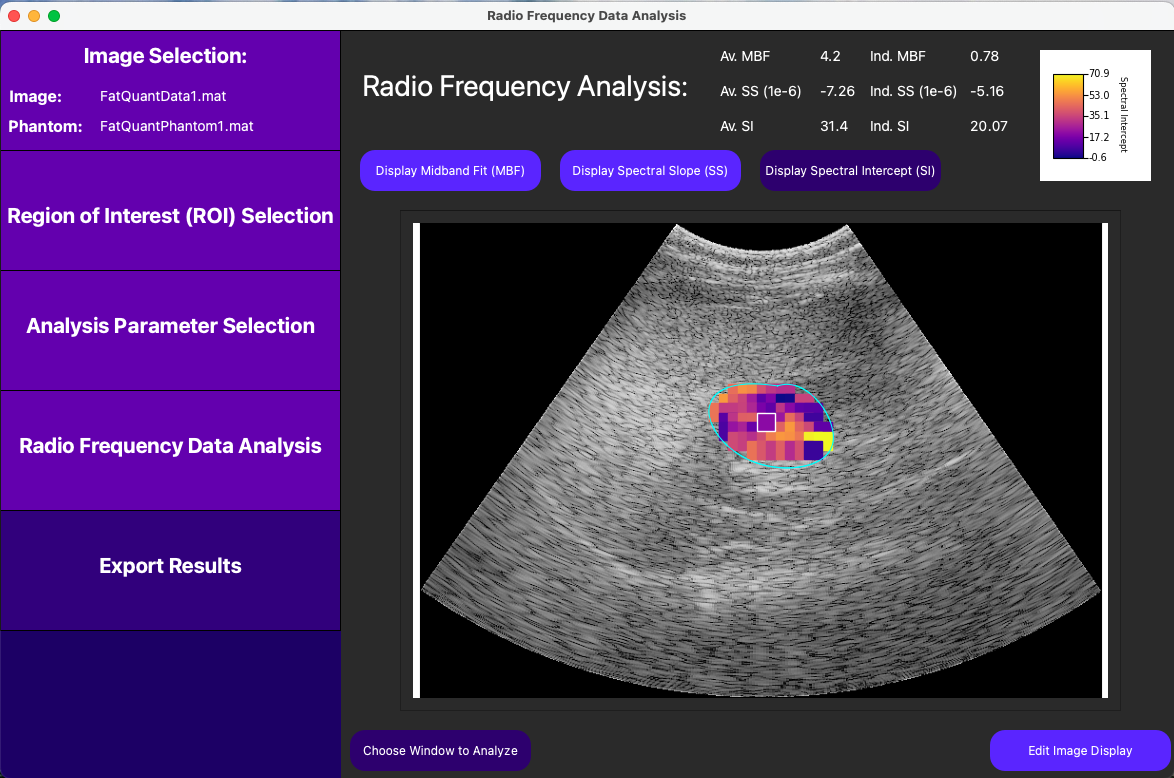 Radio Frequency Data Analysis
Image Selection:
Image: FatQuantData1.mat
Phantom: FatQuantPhantom1.mat
Region of Interest (ROI) Selection
Analysis Parameter Selection
Radio Frequency Data Analysis
Export Results
Radio Frequency Analysis:
Av. MBF 4.2 Ind. MBF 0.78
Av. SS (1e-6) -7.26 Ind. SS (1e-6) -5.16
Av. SI 31.4 Ind. SI 20.07
70.9
53.0
35.1
17.2
-0.6
Spectral Intercept
Display Midband Fit (MBF)
Display Spectral Slope (SS)
Display Spectral Intercept (SI)
Choose Window to Analyze
Edit Image Display